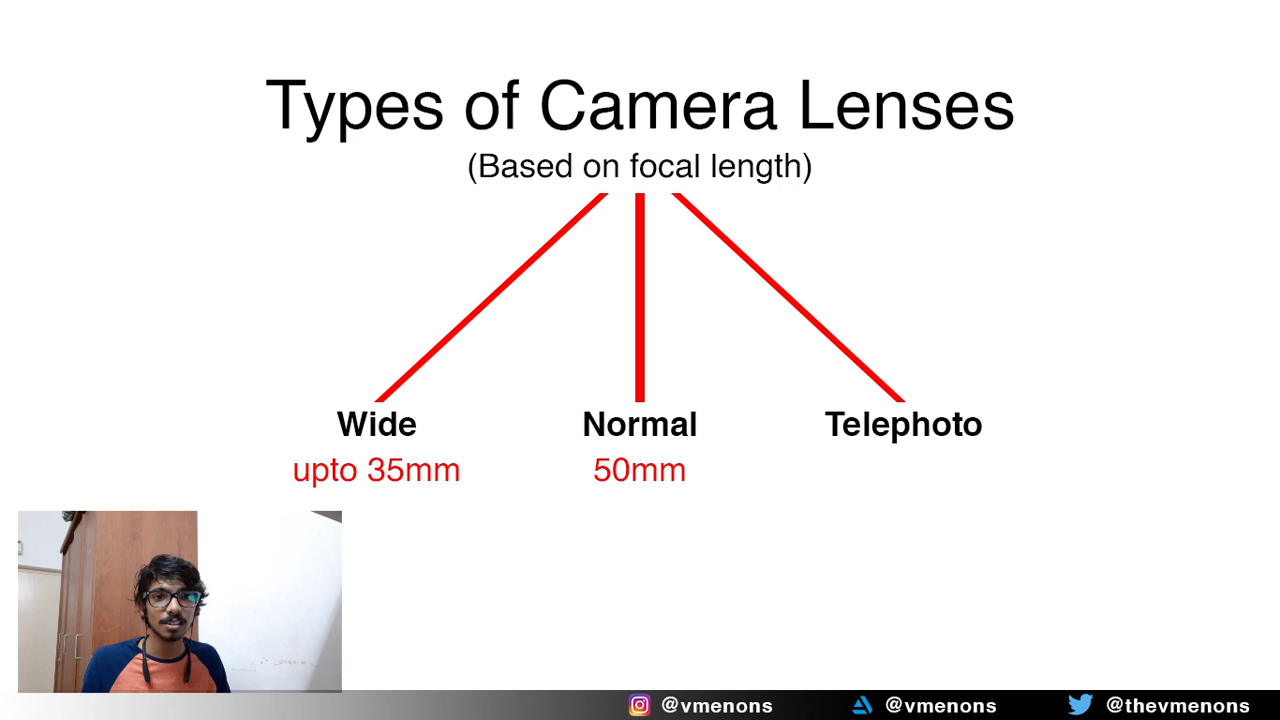 Types of Camera Lenses
(Based on focal length)
Wide
Normal
Telephoto
upto 35mm
50mm
@vmenons
@vmenons
@thevmenons